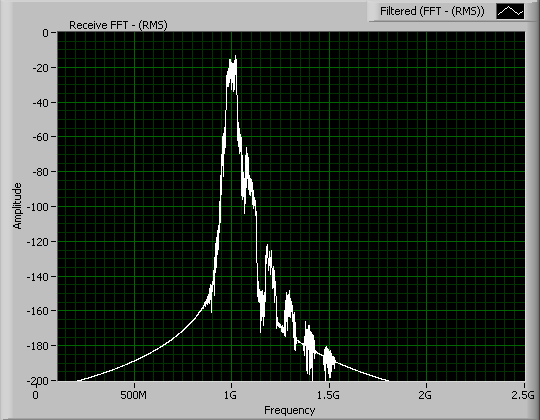 Filtered (FFT - (RMS))
Receive FFT - (RMS)
0
-20
-40
-60
-80
-100
-120
-140
-160
-180
-200
Amplitude
0 500M 1G 1.5G 2G 2.5G
Frequency